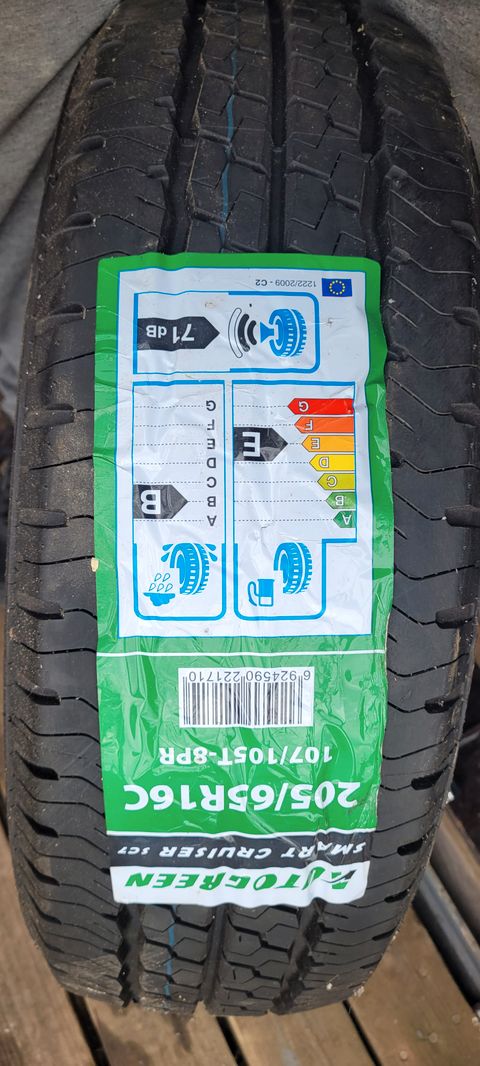 AUTOGREEN
SMART CRUISER SC7
205/65R16C
107/105T-8PR
6 924590 221710
A
B
C
D
E
F
G
E
A
B
C
D
E
F
G
B
71 dB
1222/2009 - C2